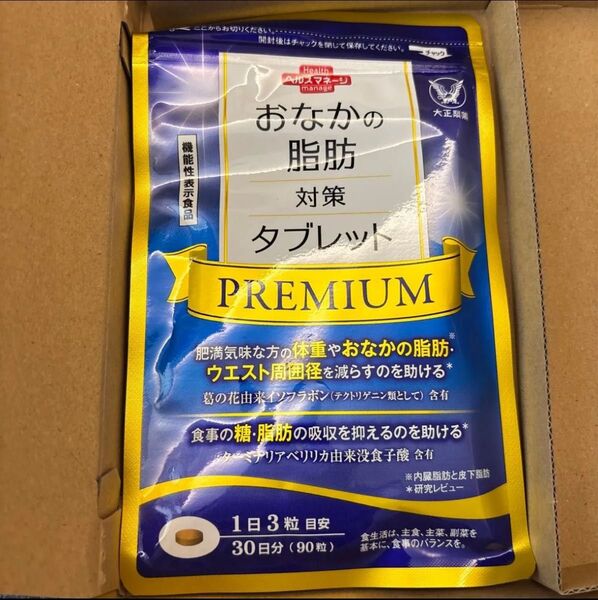 ここからお切りください。
開封後はチャックを閉じて保存してください。
チャック
Health
ヘルスマネージ
manage
大正製薬
おなかの
脂肪
対策
タブレット
機能性表示食品
PREMIUM
肥満気味な方の体重やおなかの脂肪※・
ウエスト周囲径を減らすのを助ける*
葛の花由来イソフラボン(テクトリゲニン類として)含有
食事の糖・脂肪の吸収を抑えるのを助ける*
ターミナリアベリリカ由来没食子酸 含有
※内臓脂肪と皮下脂肪
*研究レビュー
1日3粒 目安
30日分(90粒)
食生活は、主食、主菜、副菜を
基本に、食事のバランスを。